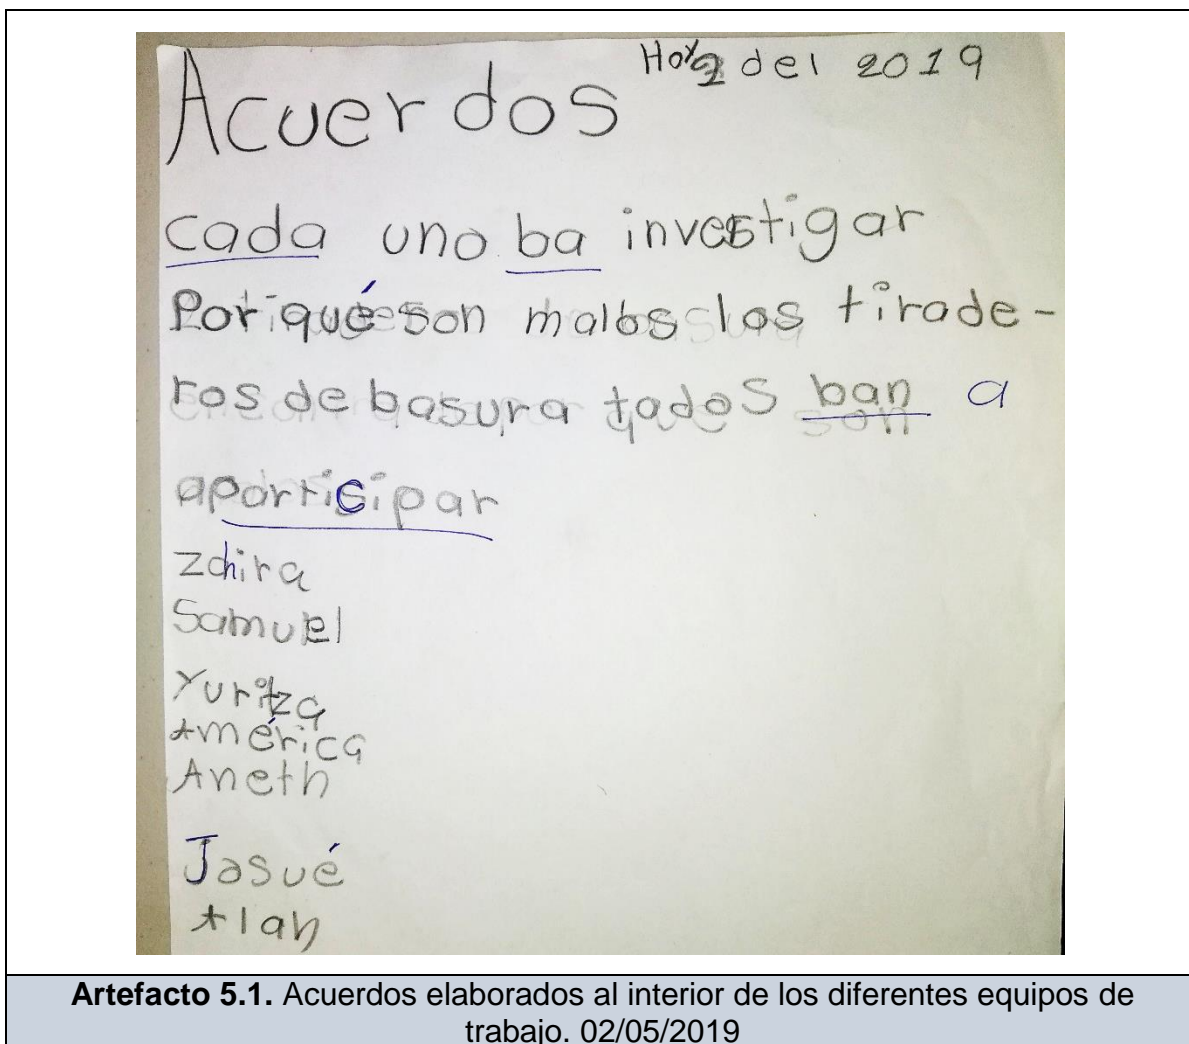 Hoy 2 del 2019
Acuerdos
cada uno ba investigar
Por qué son malos los tirade-
ros de basura todos ban a
aparticipar
Zahira
Samuel
Yuritza
América
Aneth
Josué
Alan
Artefacto 5.1. Acuerdos elaborados al interior de los diferentes equipos de
trabajo. 02/05/2019